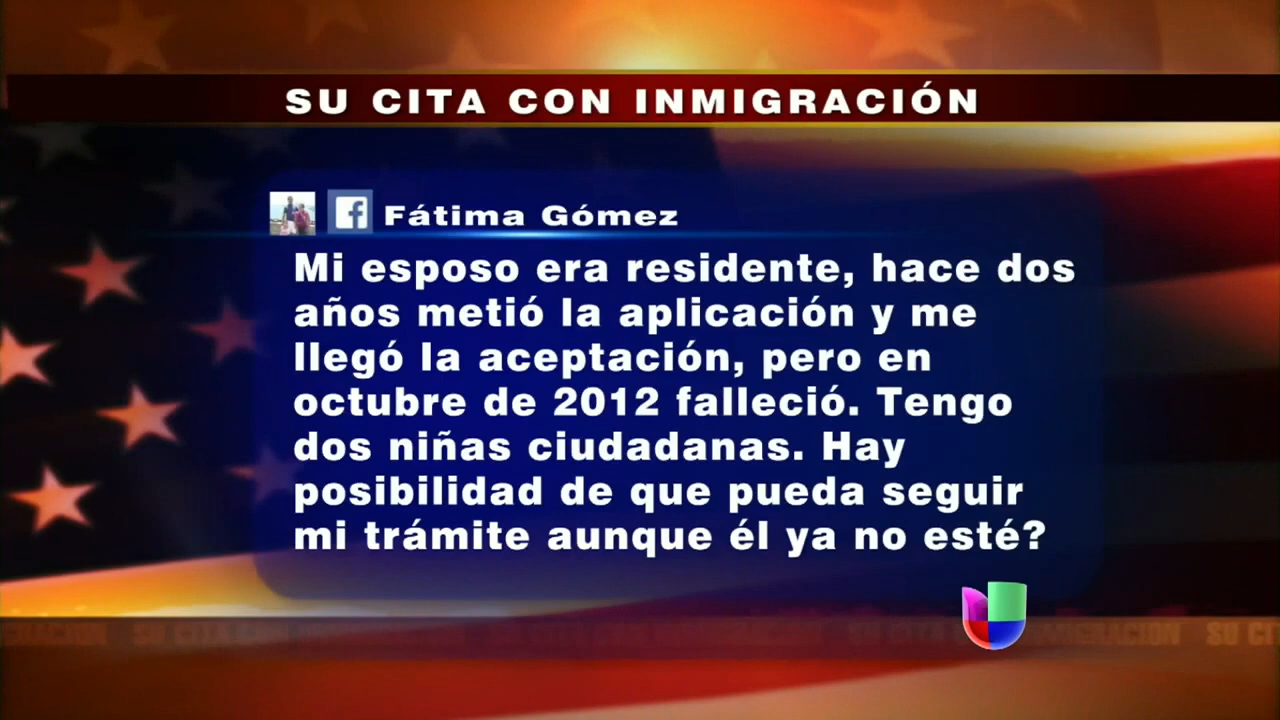 SU CITA CON INMIGRACIÓN
Fátima Gómez
Mi esposo era residente, hace dos
años metió la aplicación y me
llegó la aceptación, pero en
octubre de 2012 falleció. Tengo
dos niñas ciudadanas. Hay
posibilidad de que pueda seguir
mi trámite aunque él ya no esté?